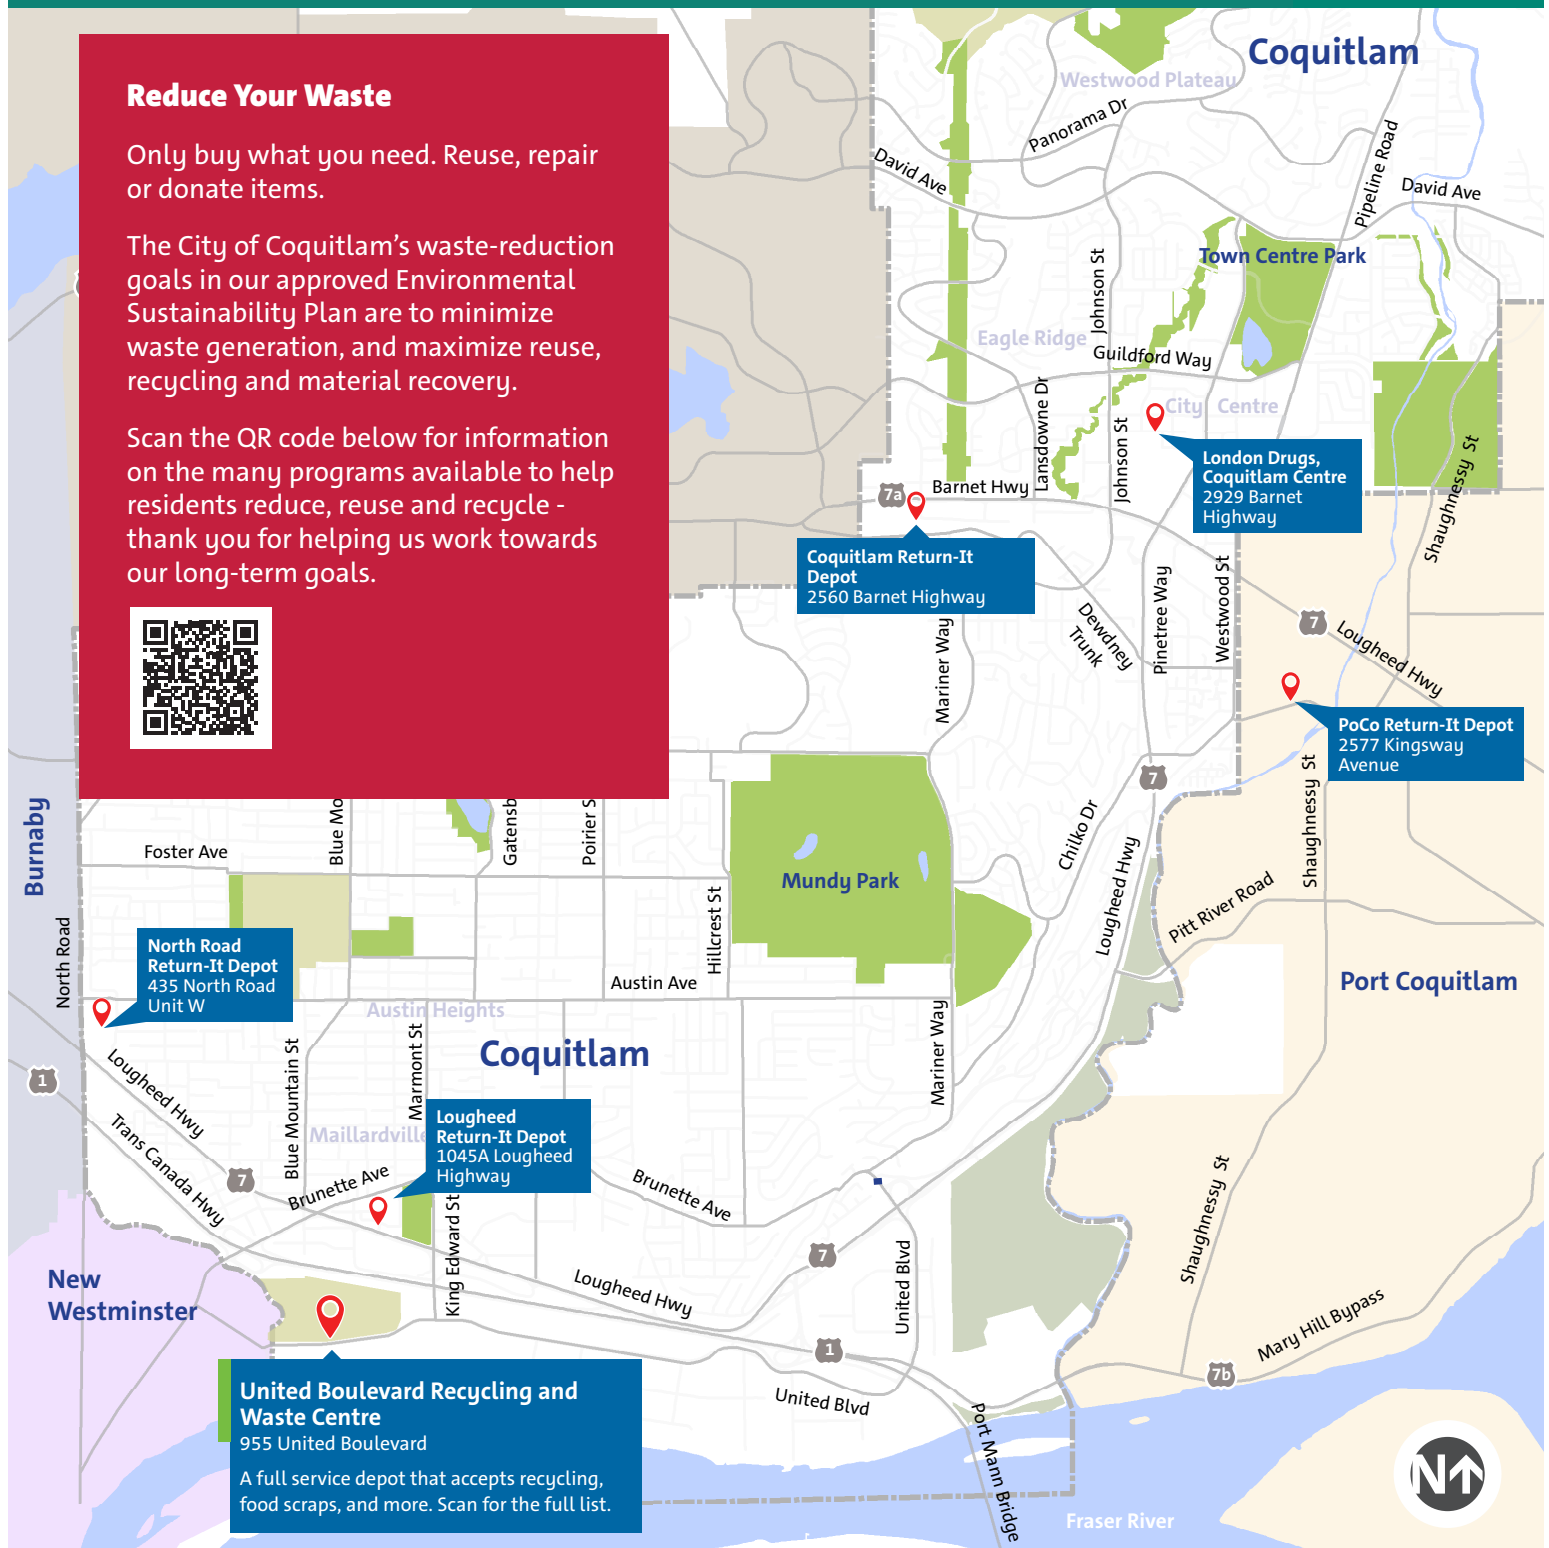 Reduce Your Waste
Only buy what you need. Reuse, repair
or donate items.
The City of Coquitlam's waste-reduction
goals in our approved Environmental
Sustainability Plan are to minimize
waste generation, and maximize reuse,
recycling and material recovery.
Scan the QR code below for information
on the many programs available to help
residents reduce, reuse and recycle -
thank you for helping us work towards
our long-term goals.
Coquitlam
Westwood Plateau
Panorama Dr
David Ave
Pipeline Road
David Ave
Town Centre Park
Johnson St
Eagle Ridge
Guildford Way
City Centre
Lansdowne Dr
Johnson St
London Drugs,
Coquitlam Centre
2929 Barnet
Highway
Shaughnessy St
7a
Barnet Hwy
Coquitlam Return-It
Depot
2560 Barnet Highway
Mariner Way
Dewdney
Trunk
Pinetree Way
Westwood St
7
Lougheed Hwy
PoCo Return-It Depot
2577 Kingsway
Avenue
7
Shaughnessy St
Burnaby
Foster Ave
Blue Mo
Gatensb
Poirier S
Mundy Park
Chilko Dr
Lougheed Hwy
Pitt River Road
North Road
North Road
Return-It Depot
435 North Road
Unit W
Hillcrest St
Austin Ave
Port Coquitlam
Austin Heights
Coquitlam
Mariner Way
1
Lougheed Hwy
Trans Canada Hwy
Blue Mountain St
Marmont St
Maillardville
Lougheed
Return-It Depot
1045A Lougheed
Highway
7
Brunette Ave
Brunette Ave
King Edward St
Shaughnessy St
7
United Blvd
New
Westminster
Lougheed Hwy
1
Mary Hill Bypass
7b
United Boulevard Recycling and
Waste Centre
955 United Boulevard
A full service depot that accepts recycling,
food scraps, and more. Scan for the full list.
United Blvd
Port Mann Bridge
Fraser River
N